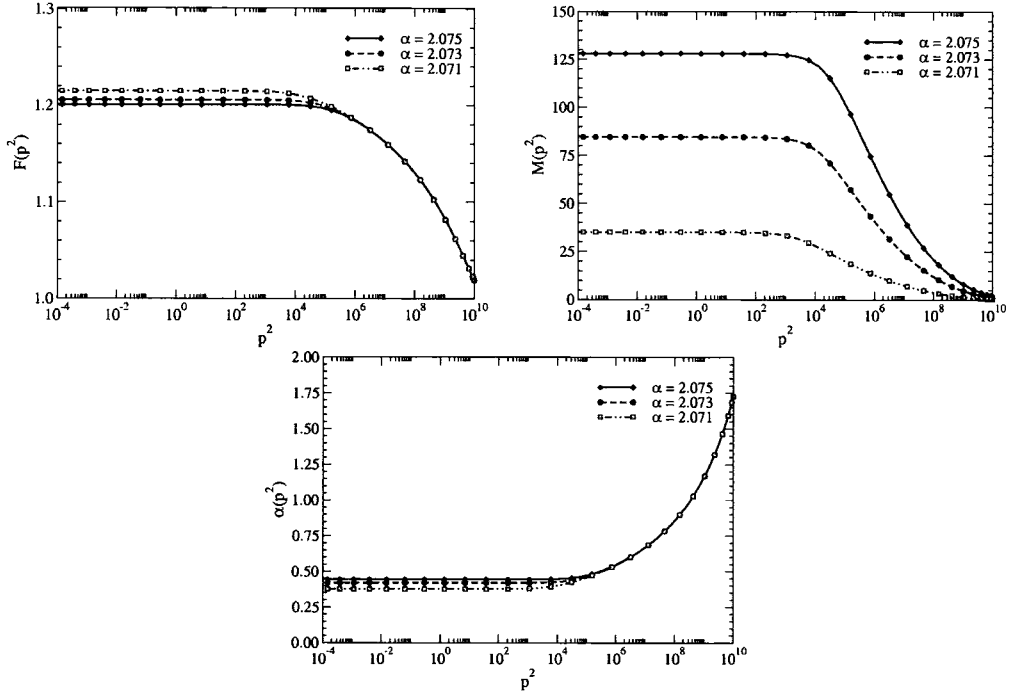 1.3
1.2
1.1
1.0
F(p²)
α = 2.075
α = 2.073
α = 2.071
10⁻⁴ 10⁻² 10⁰ 10² 10⁴ 10⁶ 10⁸ 10¹⁰
p²
150
125
100
75
50
25
0
M(p²)
α = 2.075
α = 2.073
α = 2.071
10⁻⁴ 10⁻² 10⁰ 10² 10⁴ 10⁶ 10⁸ 10¹⁰
p²
2.00
1.75
1.50
1.25
1.00
0.75
0.50
0.25
0.00
α(p²)
α = 2.075
α = 2.073
α = 2.071
10⁻⁴ 10⁻² 10⁰ 10² 10⁴ 10⁶ 10⁸ 10¹⁰
p²